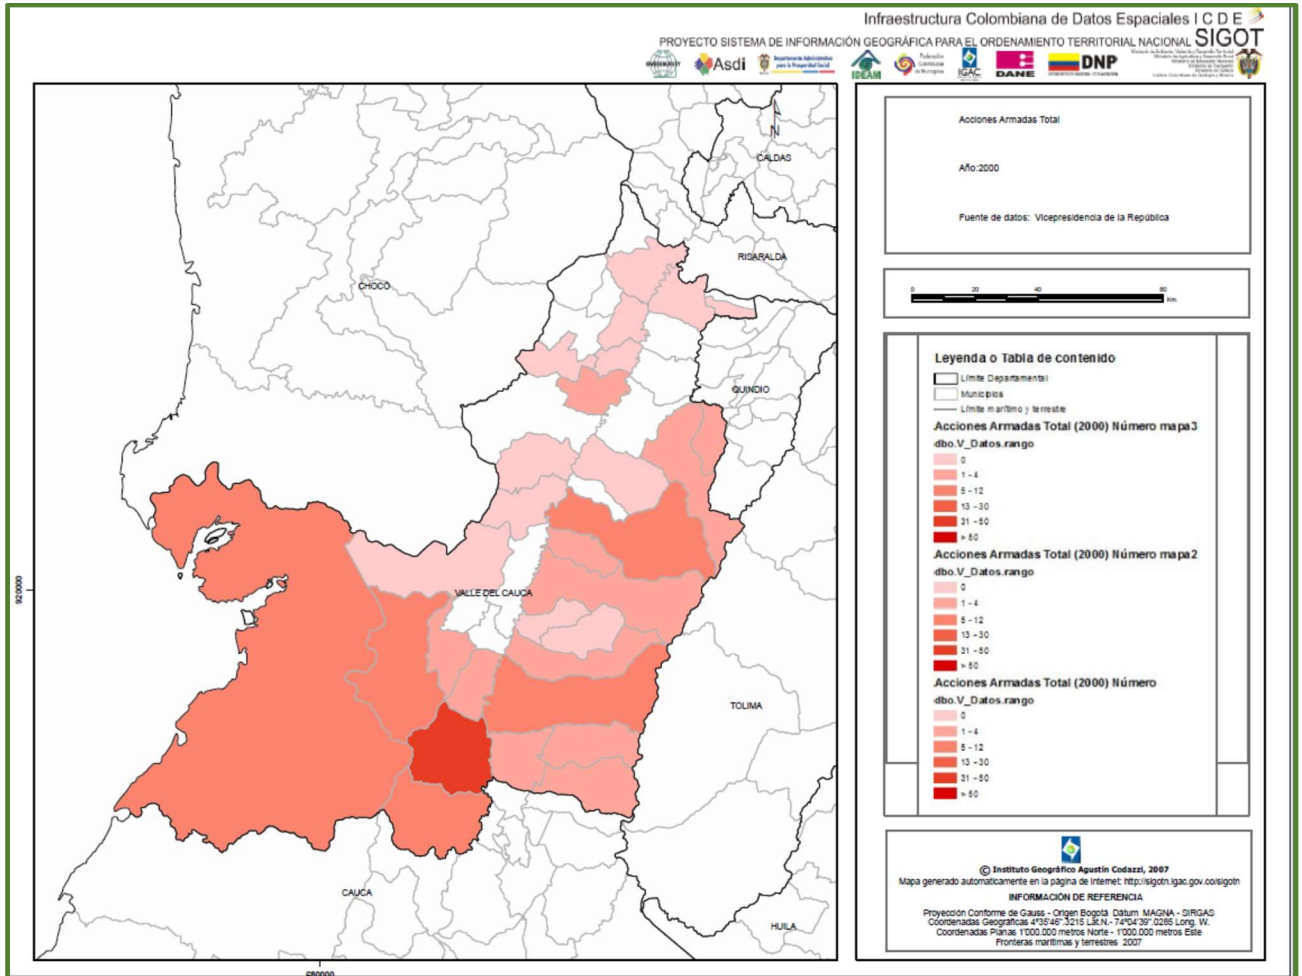 Infraestructura Colombiana de Datos Espaciales I C D E
PROYECTO SISTEMA DE INFORMACIÓN GEOGRÁFICA PARA EL ORDENAMIENTO TERRITORIAL NACIONAL SIGOT
Asdi
IDEAM
IGAC
DANE
DNP
N
CALDAS
RISARALDA
CHOCÓ
QUINDIO
VALLE DEL CAUCA
TOLIMA
CAUCA
HUILA
920000
680000
Acciones Armadas Total
Año:2000
Fuente de datos: Vicepresidencia de la República
0 20 40 80
Km.
Leyenda o Tabla de contenido
Límite Departamental
Municipios
Límite marítimo y terrestre
Acciones Armadas Total (2000) Número mapa3
dbo.V_Datos.rango
0
1 - 4
5 - 12
13 - 30
31 - 50
> 50
Acciones Armadas Total (2000) Número mapa2
dbo.V_Datos.rango
0
1 - 4
5 - 12
13 - 30
31 - 50
> 50
Acciones Armadas Total (2000) Número
dbo.V_Datos.rango
0
1 - 4
5 - 12
13 - 30
31 - 50
> 50
© Instituto Geográfico Agustín Codazzi, 2007
Mapa generado automaticamente en la página de Internet: http://sigotn.igac.gov.co/sigotn
INFORMACIÓN DE REFERENCIA
Proyección Conforme de Gauss - Origen Bogotá Datum MAGNA - SIRGAS
Coordenadas Geográficas 4º35'46".3215 Lat.N.- 74º04'39".0285 Long. W.
Coordenadas Planas 1'000.000 metros Norte - 1'000.000 metros Este
Fronteras marítimas y terrestres 2007